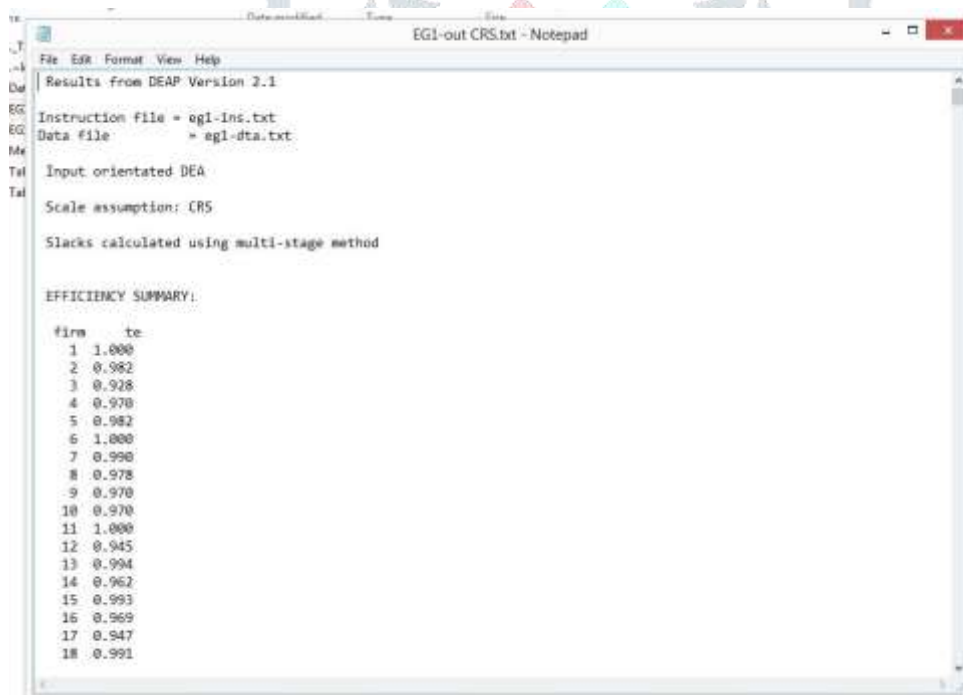 Date modified Type Size
EG1-out CRS.txt - Notepad
File Edit Format View Help
Results from DEAP Version 2.1
Instruction file = eg1-ins.txt
Data file = eg1-dta.txt
Input orientated DEA
Scale assumption: CRS
Slacks calculated using multi-stage method
EFFICIENCY SUMMARY:
firm te
1 1.000
2 0.982
3 0.928
4 0.970
5 0.982
6 1.000
7 0.990
8 0.978
9 0.970
10 0.970
11 1.000
12 0.945
13 0.994
14 0.962
15 0.993
16 0.969
17 0.947
18 0.991